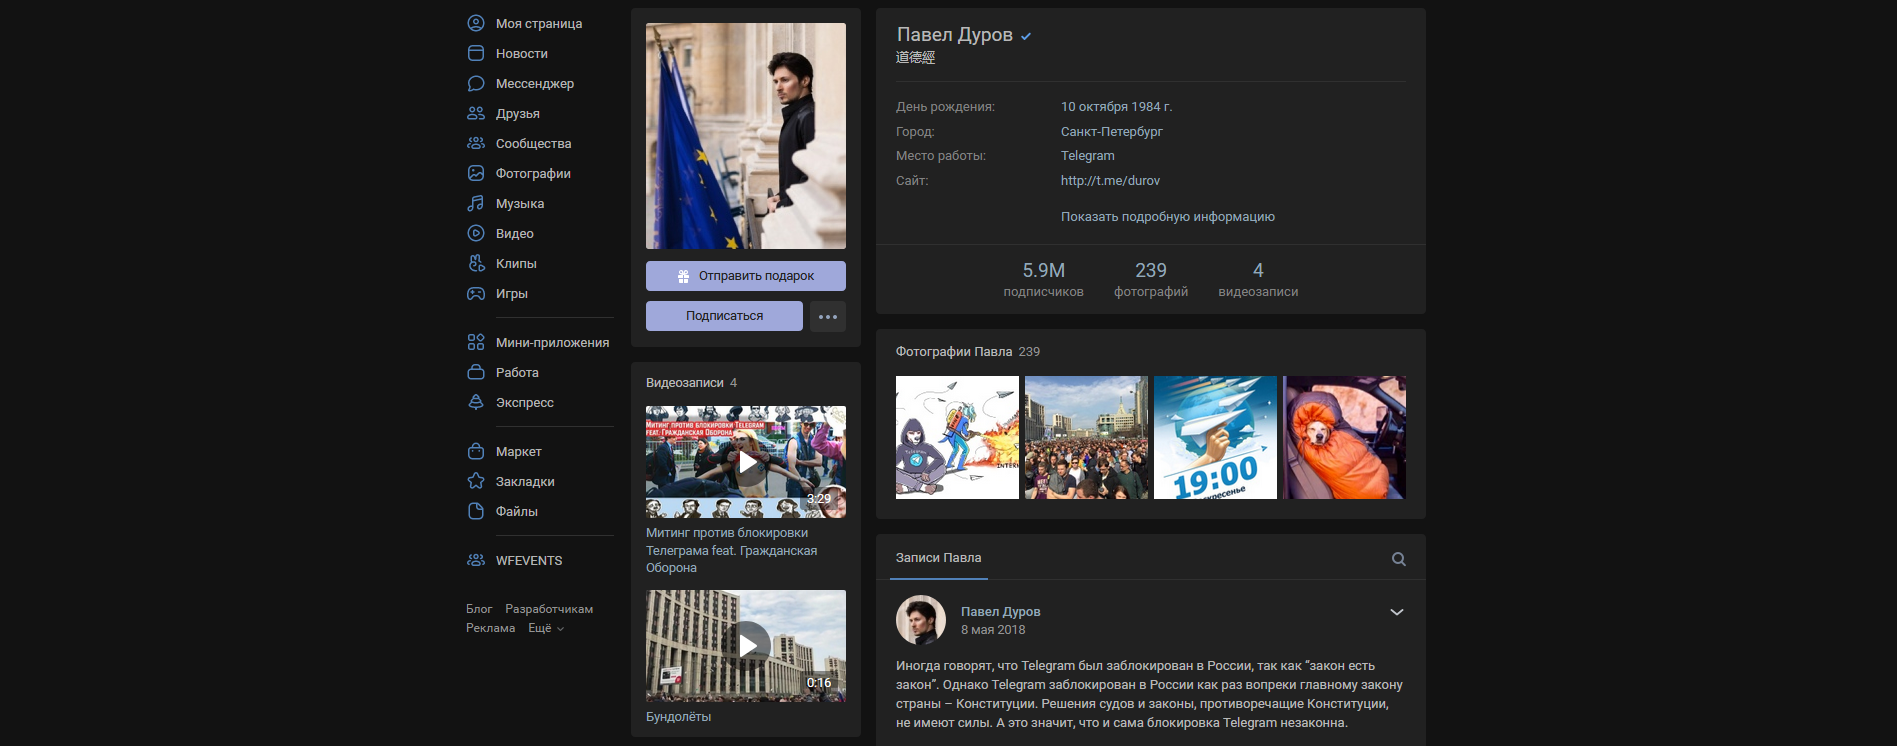 Моя страница
Новости
Мессенджер
Друзья
Сообщества
Фотографии
Музыка
Видео
Клипы
Игры
Мини-приложения
Работа
Экспресс
Маркет
Закладки
Файлы
WFEVENTS
Блог Разработчикам
Реклама Ещё
Отправить подарок
Подписаться
Видеозаписи 4
Митинг против блокировки Telegram
feat. Гражданская Оборона
3:29
Митинг против блокировки
Телеграма feat. Гражданская
Оборона
0:16
Бундолёты
Павел Дуров
道德經
День рождения: 10 октября 1984 г.
Город: Санкт-Петербург
Место работы: Telegram
Сайт: http://t.me/durov
Показать подробную информацию
5.9M 239 4
подписчиков фотографий видеозаписи
Фотографии Павла 239
19:00
Записи Павла
Павел Дуров
8 мая 2018
Иногда говорят, что Telegram был заблокирован в России, так как “закон есть
закон”. Однако Telegram заблокирован в России как раз вопреки главному закону
страны – Конституции. Решения судов и законы, противоречащие Конституции,
не имеют силы. А это значит, что и сама блокировка Telegram незаконна.